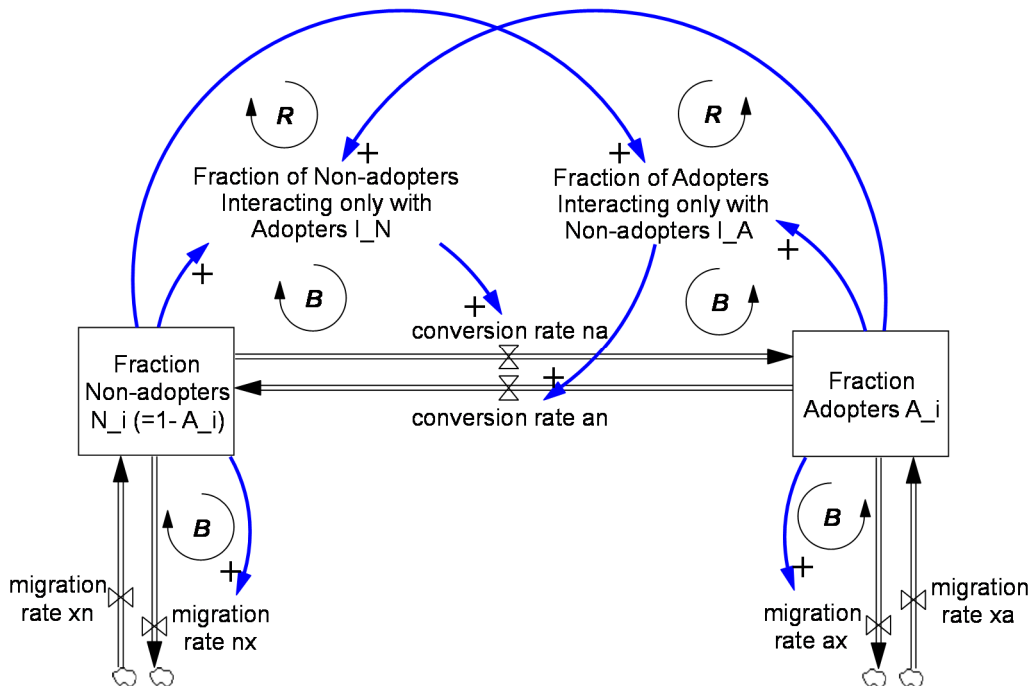 R
R
+
+
Fraction of Non-adopters
Interacting only with
Adopters I_N
Fraction of Adopters
Interacting only with
Non-adopters I_A
+
+
B
B
+
conversion rate na
Fraction
Non-adopters
N_i (=1- A_i)
Fraction
Adopters A_i
+
conversion rate an
B
B
+
+
migration
rate xn
migration
rate nx
migration
rate ax
migration
rate xa